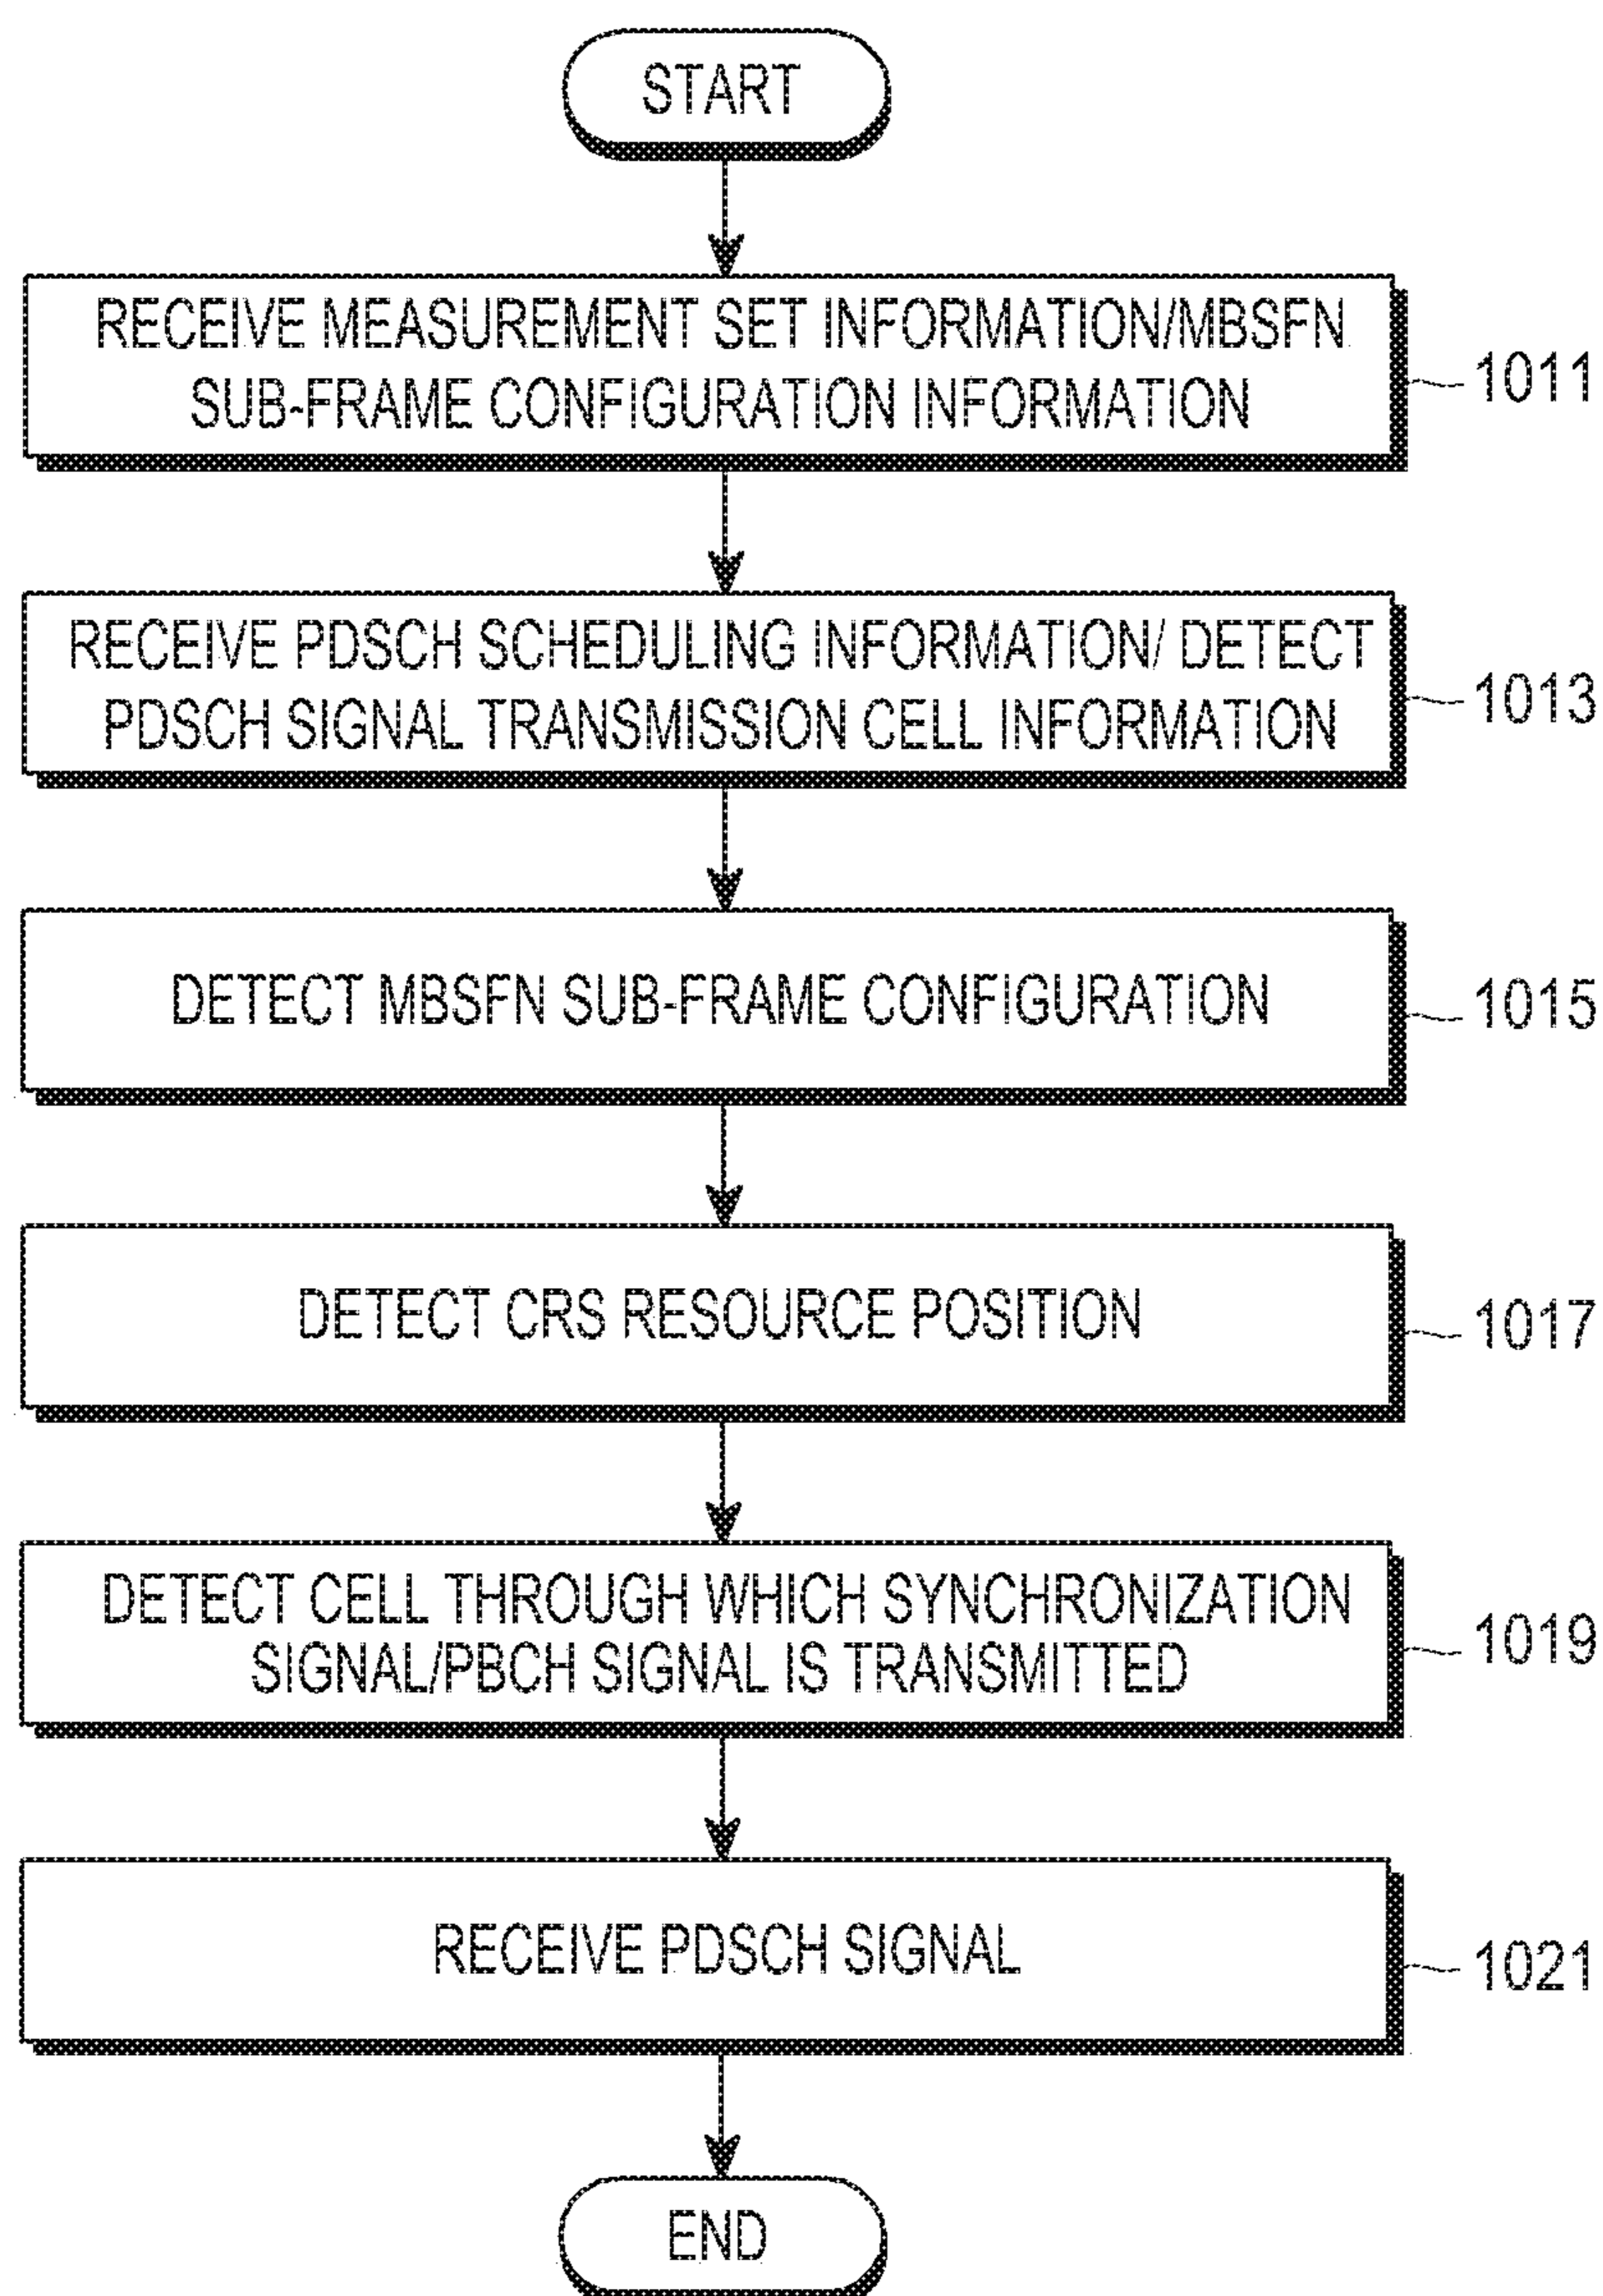 START
RECEIVE MEASUREMENT SET INFORMATION/MBSFN
SUB-FRAME CONFIGURATION INFORMATION
1011
RECEIVE PDSCH SCHEDULING INFORMATION/ DETECT
PDSCH SIGNAL TRANSMISSION CELL INFORMATION
1013
DETECT MBSFN SUB-FRAME CONFIGURATION
1015
DETECT CRS RESOURCE POSITION
1017
DETECT CELL THROUGH WHICH SYNCHRONIZATION
SIGNAL/PBCH SIGNAL IS TRANSMITTED
1019
RECEIVE PDSCH SIGNAL
1021
END